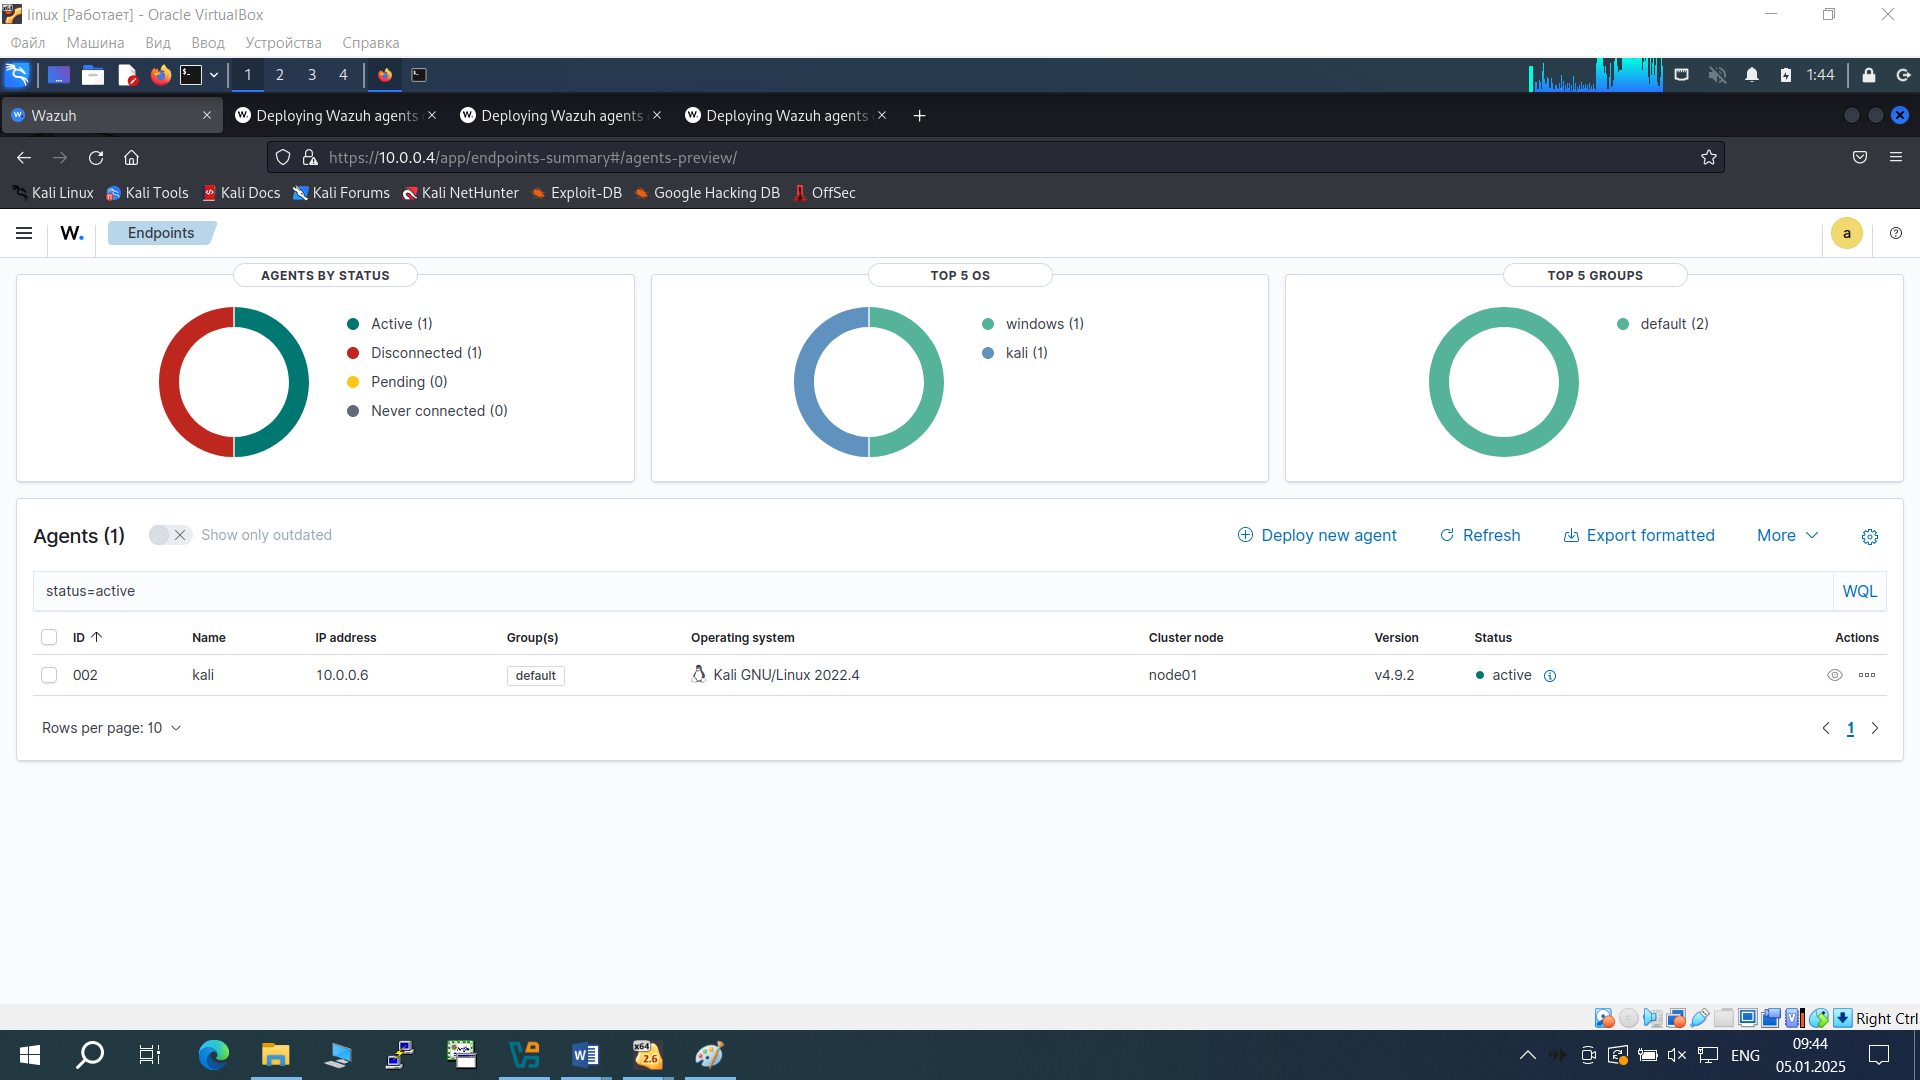 linux [Работает] - Oracle VirtualBox
Файл Машина Вид Ввод Устройства Справка
1 2 3 4 1:44
Wazuh Deploying Wazuh agents Deploying Wazuh agents Deploying Wazuh agents
https://10.0.0.4/app/endpoints-summary#/agents-preview/
Kali Linux Kali Tools Kali Docs Kali Forums Kali NetHunter Exploit-DB Google Hacking DB OffSec
W. Endpoints a
AGENTS BY STATUS
Active (1)
Disconnected (1)
Pending (0)
Never connected (0)
TOP 5 OS
windows (1)
kali (1)
TOP 5 GROUPS
default (2)
Agents (1) Show only outdated Deploy new agent Refresh Export formatted More
status=active WQL
ID Name IP address Group(s) Operating system Cluster node Version Status Actions
002 kali 10.0.0.6 default Kali GNU/Linux 2022.4 node01 v4.9.2 active
Rows per page: 10 1
Right Ctrl
x64 2.6 ENG 09:44
05.01.2025